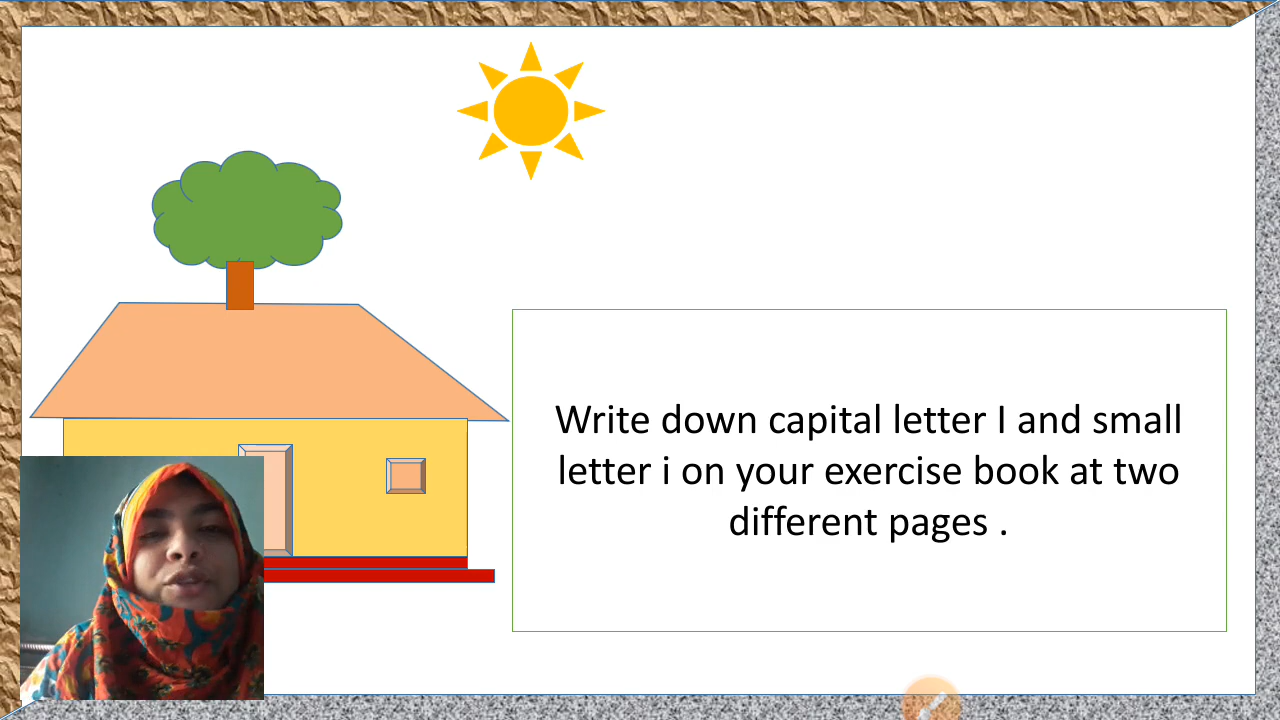 Write down capital letter I and small
letter i on your exercise book at two
different pages .